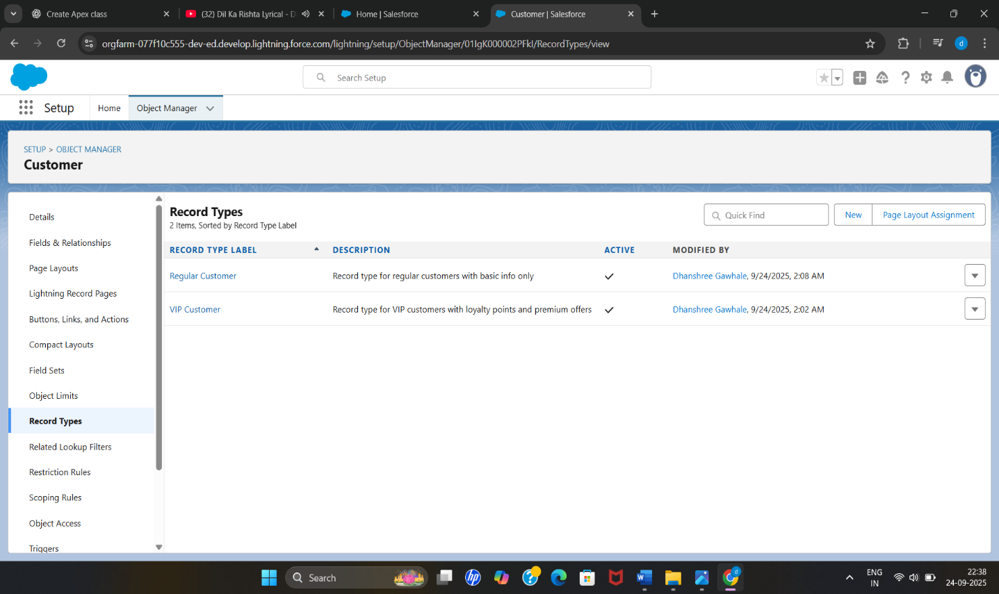 Create Apex class
(32) Dil Ka Rishta Lyrical - D
Home | Salesforce
Customer | Salesforce
orgfarm-077f10c555-dev-ed.develop.lightning.force.com/lightning/setup/ObjectManager/01IgK000002PFkI/RecordTypes/view
d
Search Setup
Setup
Home
Object Manager
SETUP > OBJECT MANAGER
Customer
Details
Fields & Relationships
Page Layouts
Lightning Record Pages
Buttons, Links, and Actions
Compact Layouts
Field Sets
Object Limits
Record Types
Related Lookup Filters
Restriction Rules
Scoping Rules
Object Access
Triggers
Record Types
2 Items, Sorted by Record Type Label
Quick Find
New
Page Layout Assignment
RECORD TYPE LABEL DESCRIPTION ACTIVE MODIFIED BY
Regular Customer Record type for regular customers with basic info only Dhanshree Gawhale, 9/24/2025, 2:08 AM
VIP Customer Record type for VIP customers with loyalty points and premium offers Dhanshree Gawhale, 9/24/2025, 2:02 AM
Search
ENG
IN
22:38
24-09-2025